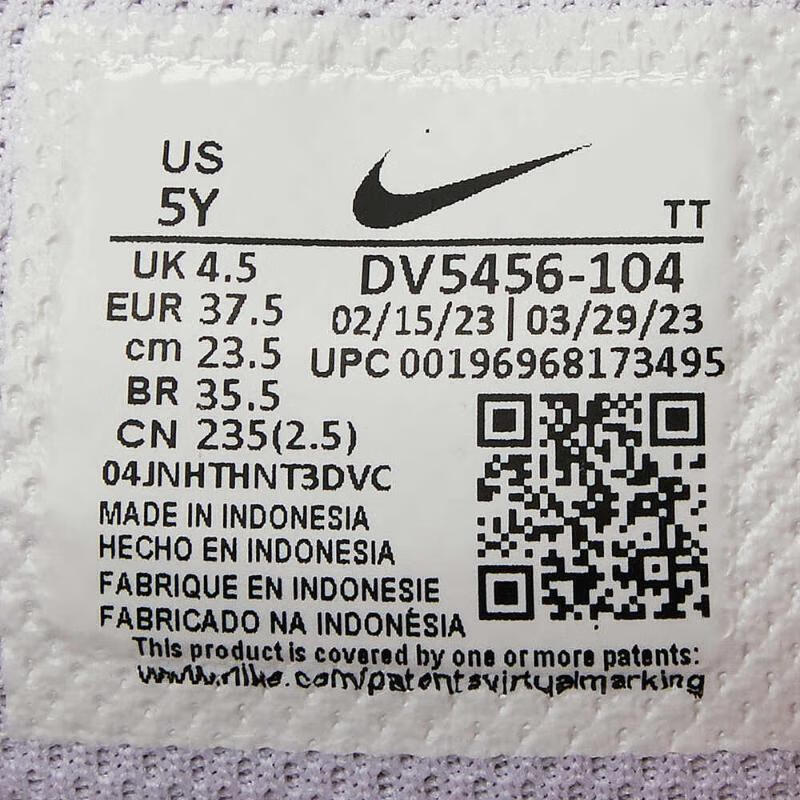 US
5Y
TT
UK 4.5
EUR 37.5
cm 23.5
BR 35.5
CN 235(2.5)
DV5456-104
02/15/23 | 03/29/23
UPC 00196968173495
04JNHTHNT3DVC
MADE IN INDONESIA
HECHO EN INDONESIA
FABRIQUE EN INDONESIE
FABRICADO NA INDONÉSIA
This product is covered by one or more patents:
www.nike.com/patentsvirtualmarking